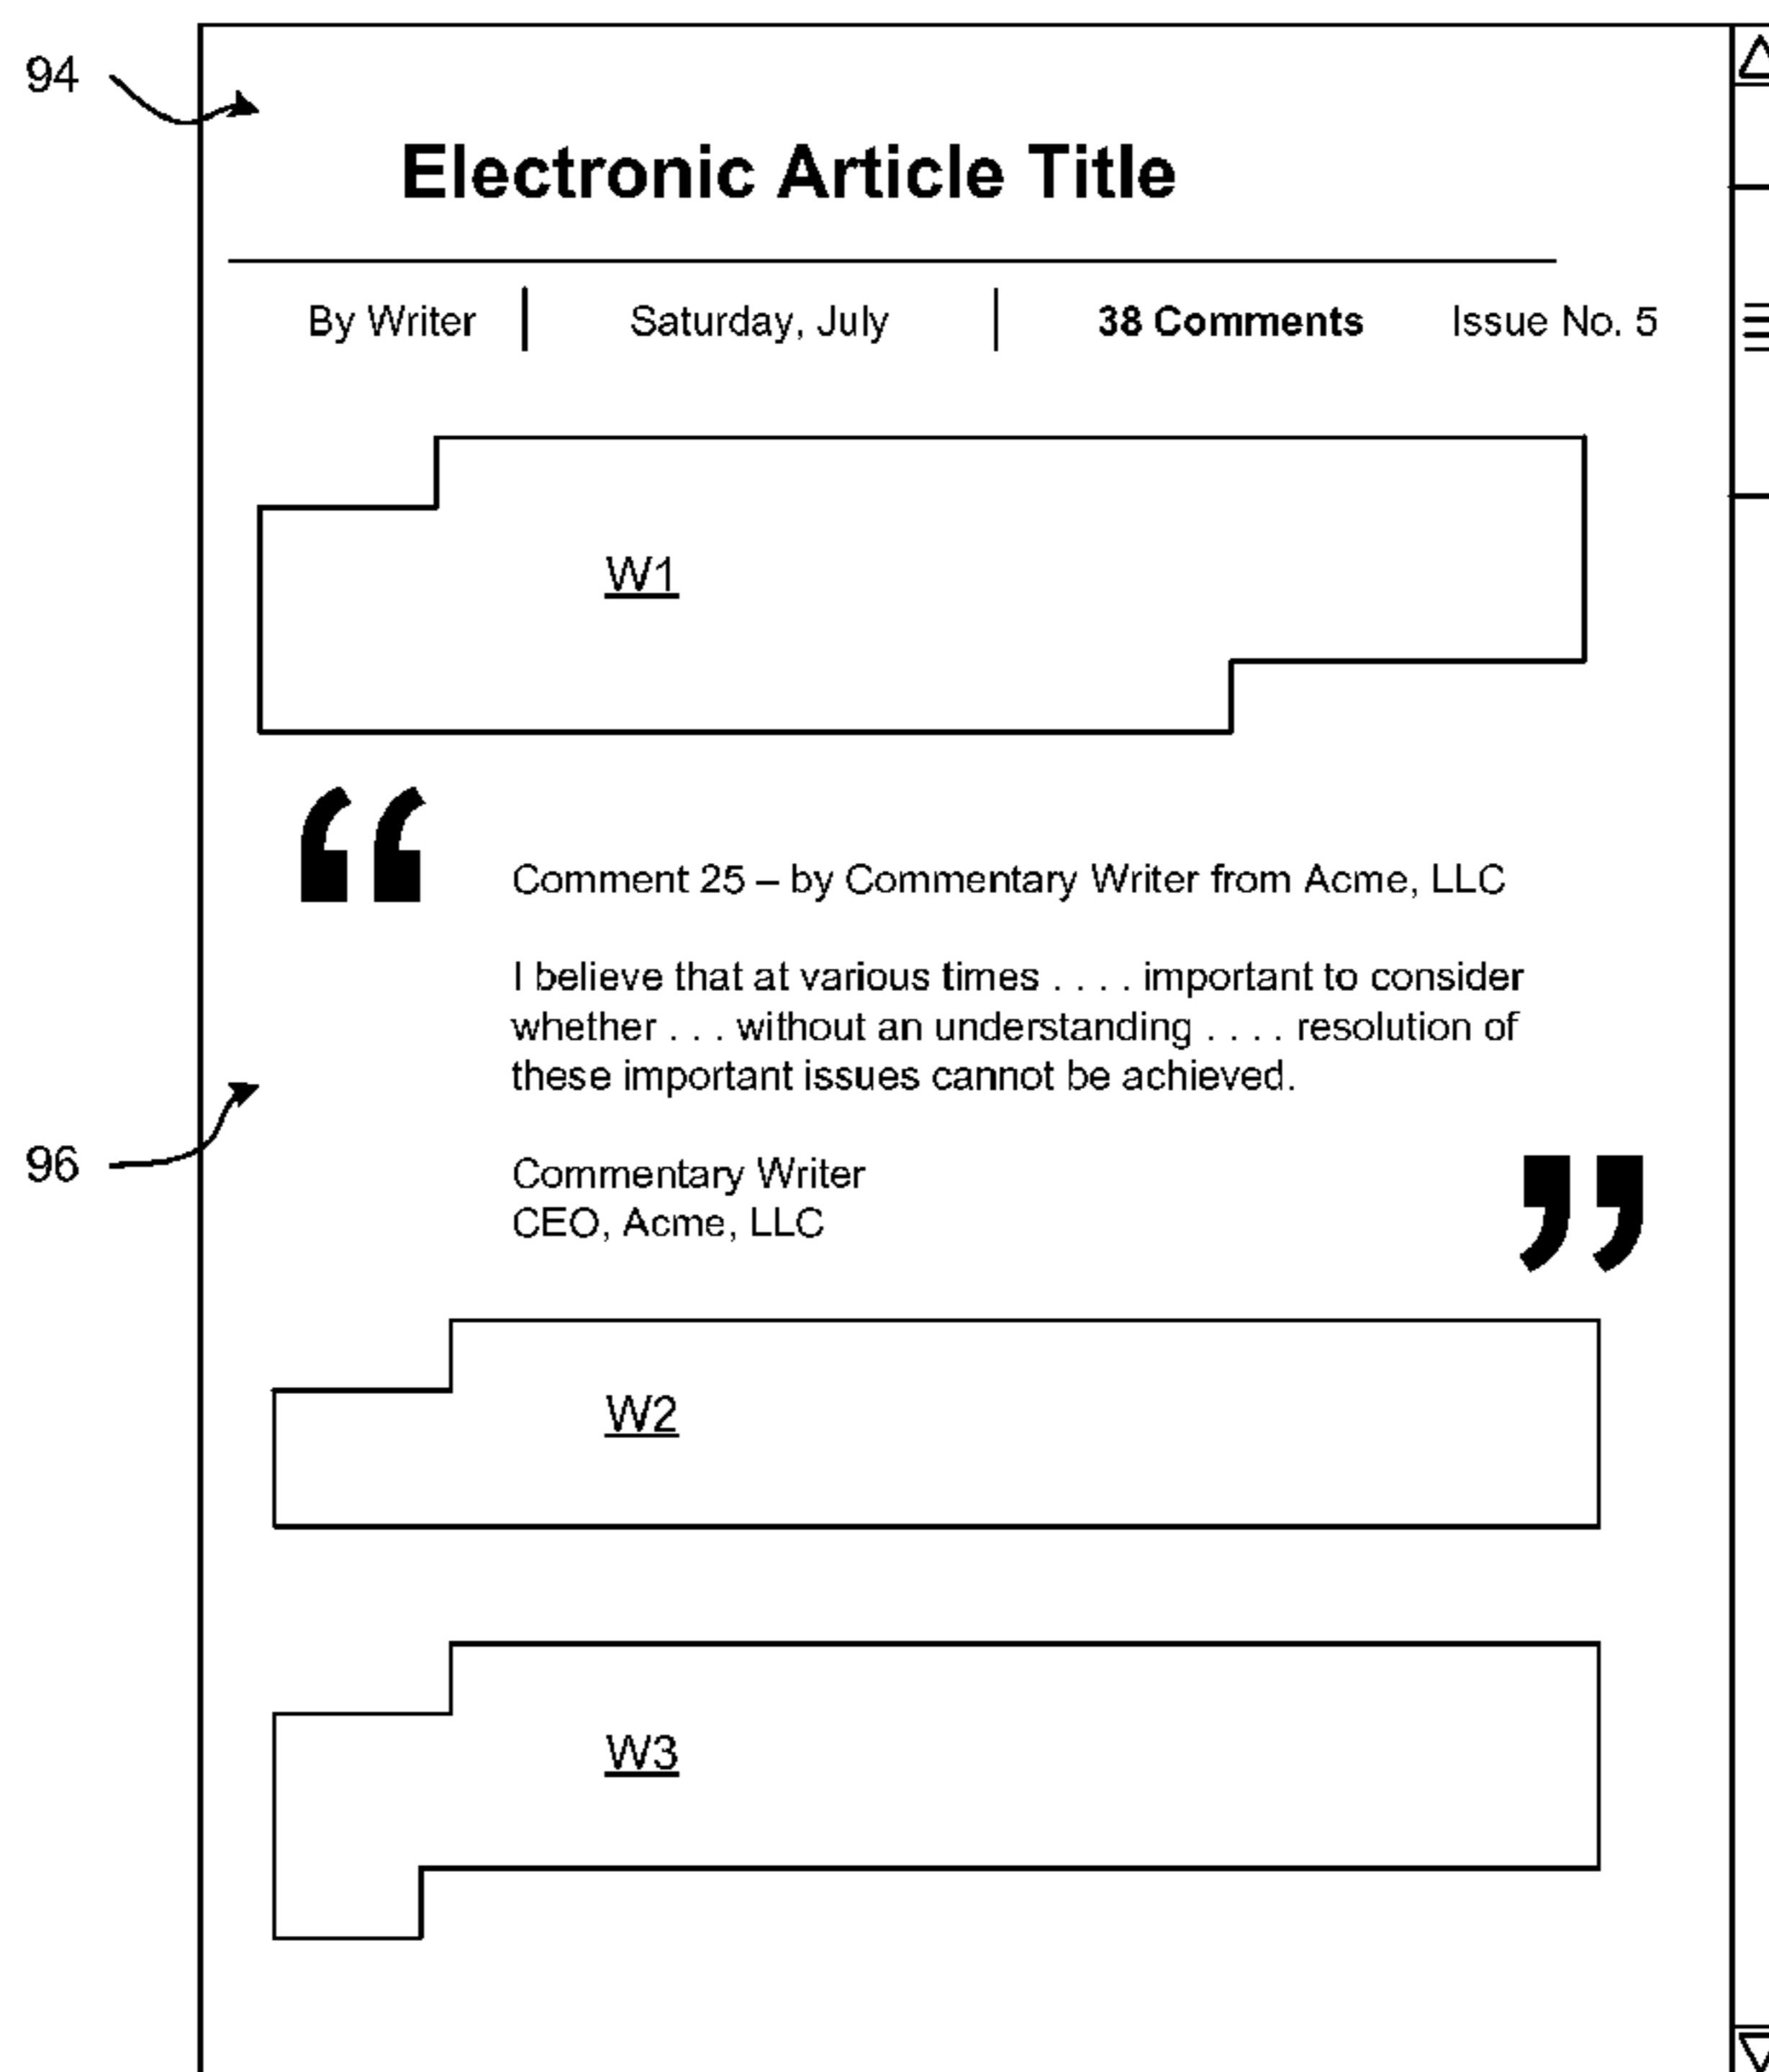 94
Electronic Article Title
By Writer | Saturday, July | 38 Comments Issue No. 5
W1
“
Comment 25 – by Commentary Writer from Acme, LLC
I believe that at various times . . . . important to consider
whether . . . without an understanding . . . . resolution of
these important issues cannot be achieved.
96
Commentary Writer
CEO, Acme, LLC
”
W2
W3